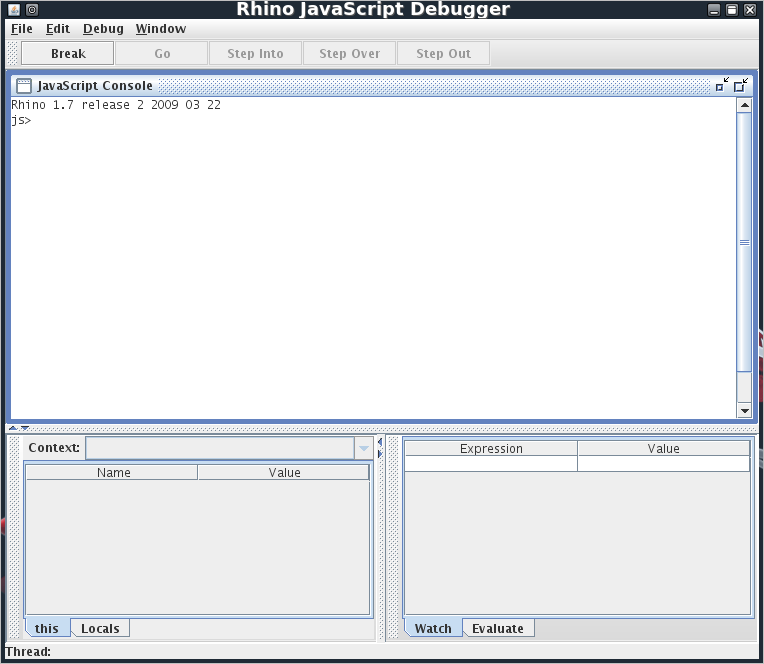 Rhino JavaScript Debugger
File Edit Debug Window
Break Go Step Into Step Over Step Out
JavaScript Console
Rhino 1.7 release 2 2009 03 22
js>
Context:
Name Value
this Locals
Expression Value
Watch Evaluate
Thread: